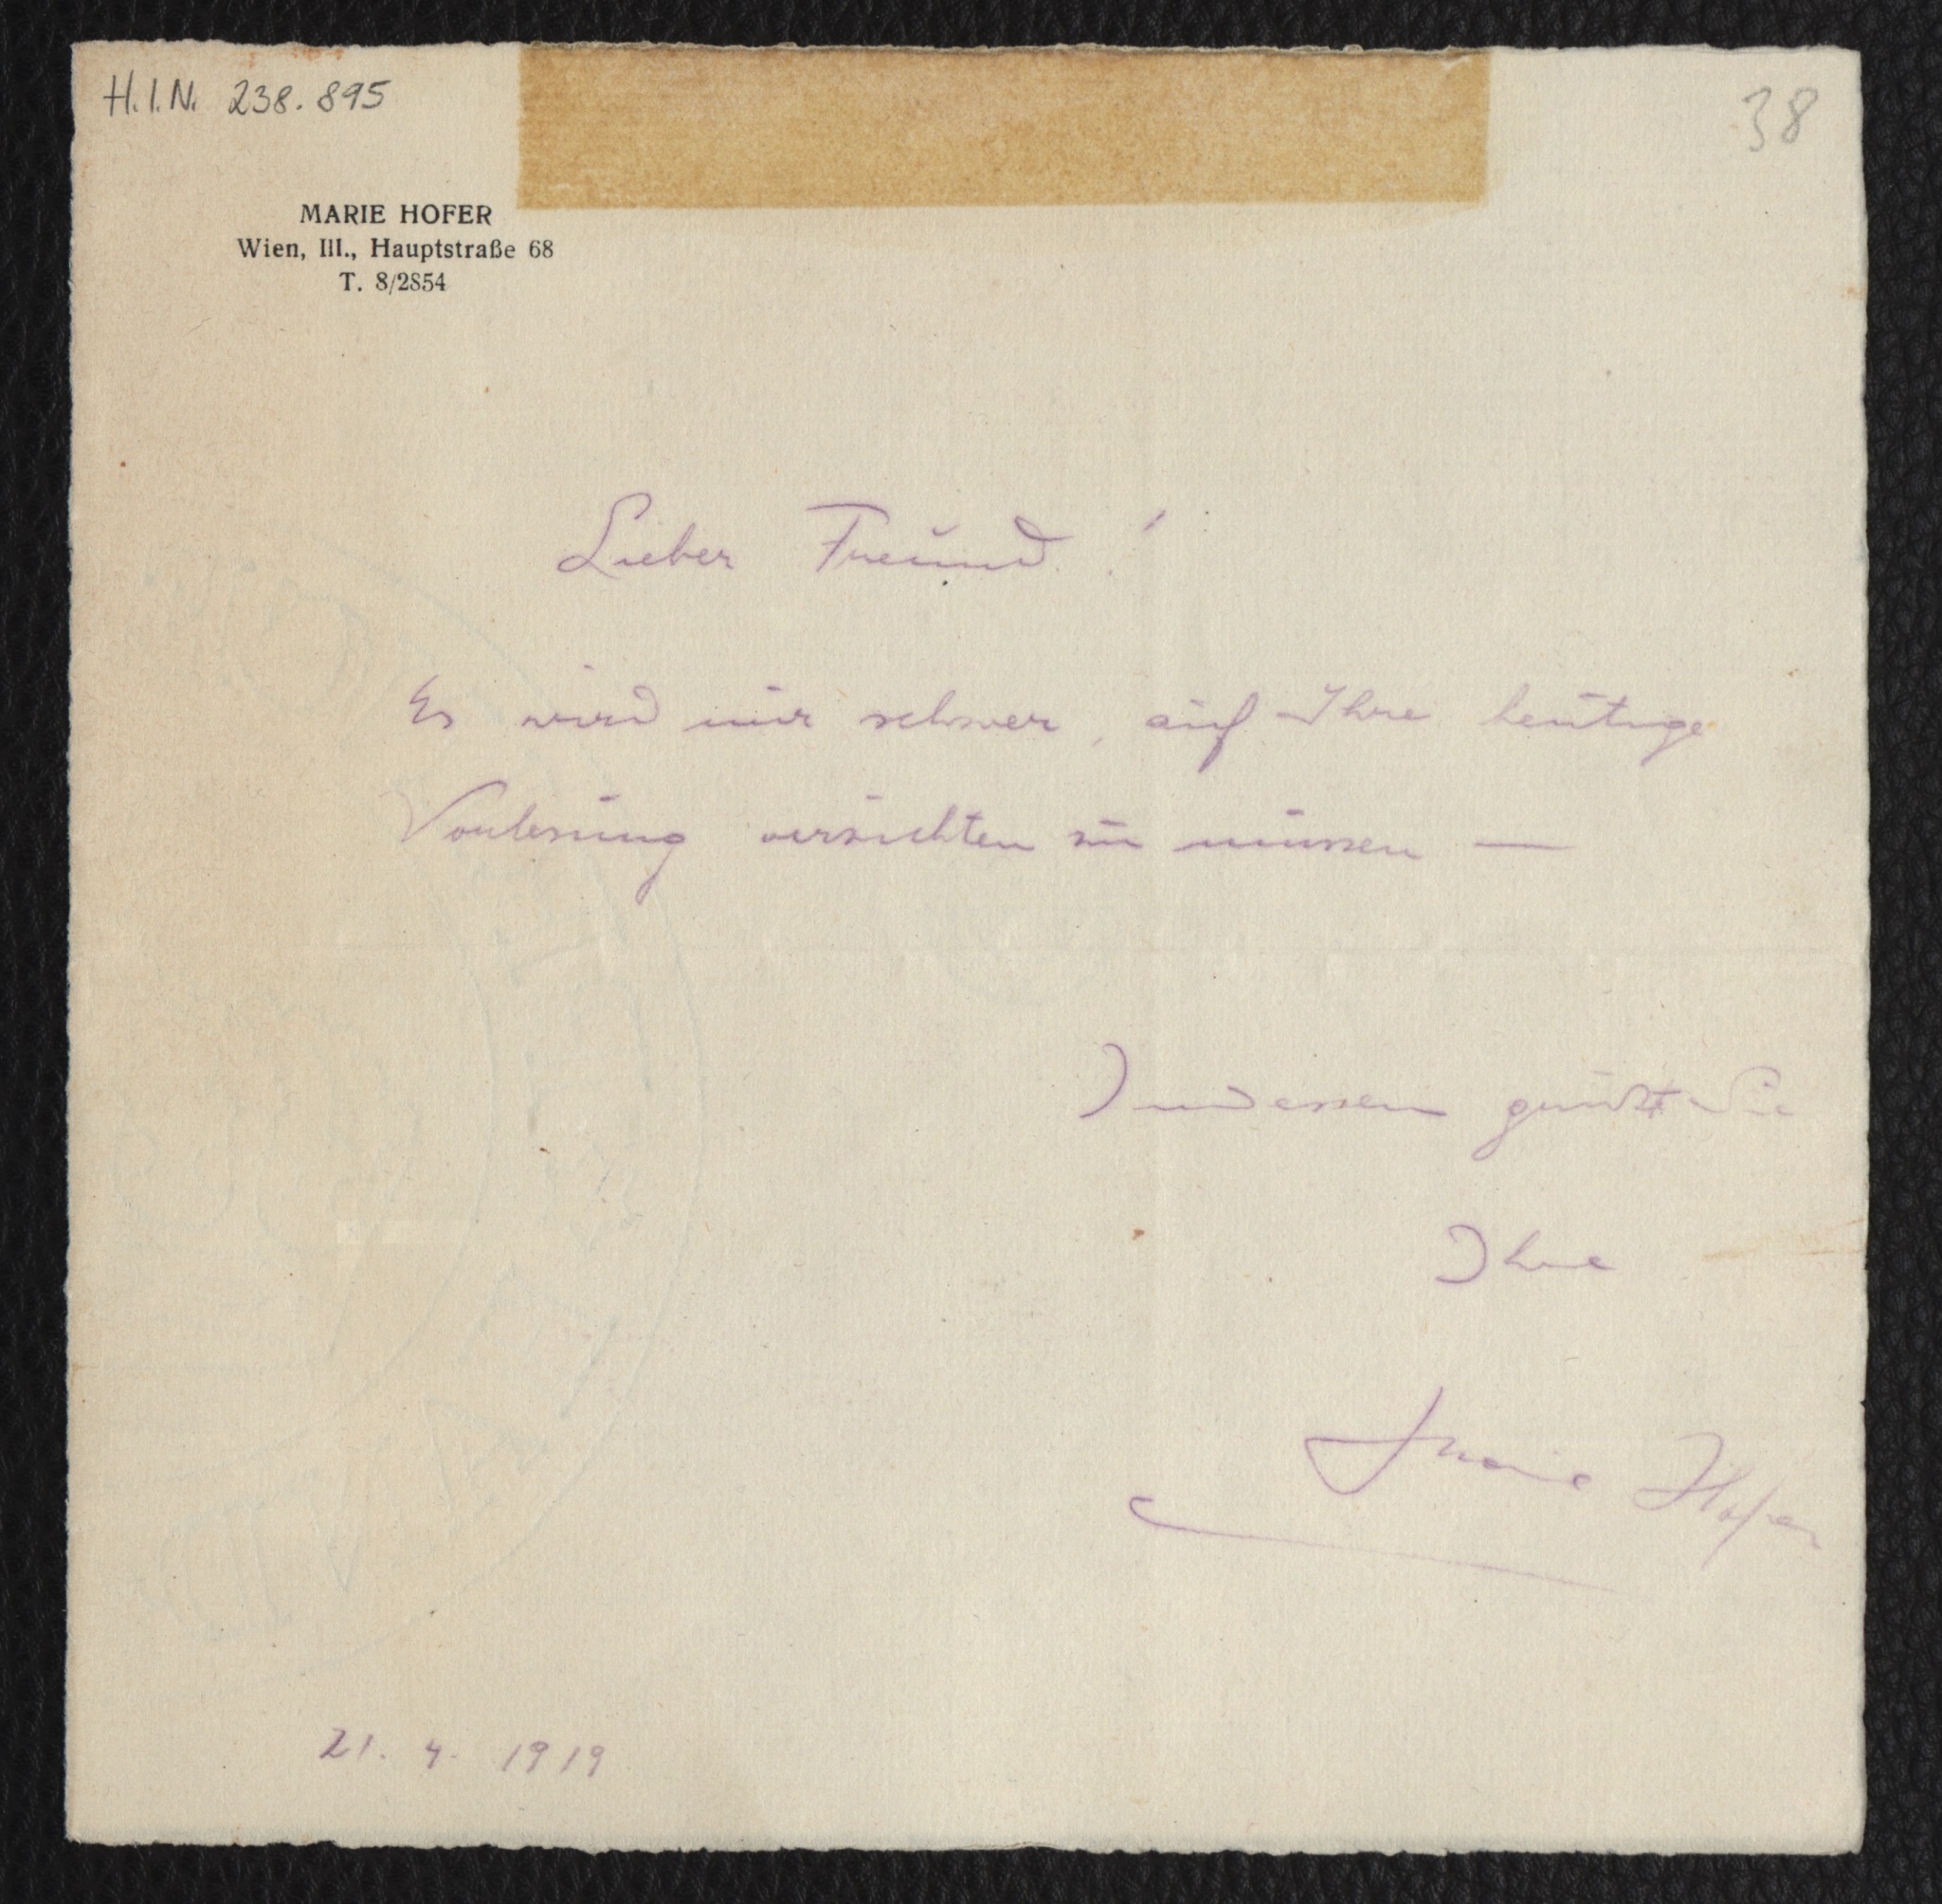 H.I.N. 238.895
38
MARIE HOFER
Wien, III., Hauptstraße 68
T. 8/2854
Lieber Freund!
Es wird mir schwer, auf Ihre heutige
Vorlesung verzichten zu müssen —
Indessen grüßt Sie
Ihre
Marie Hofer
21. 4. 1919